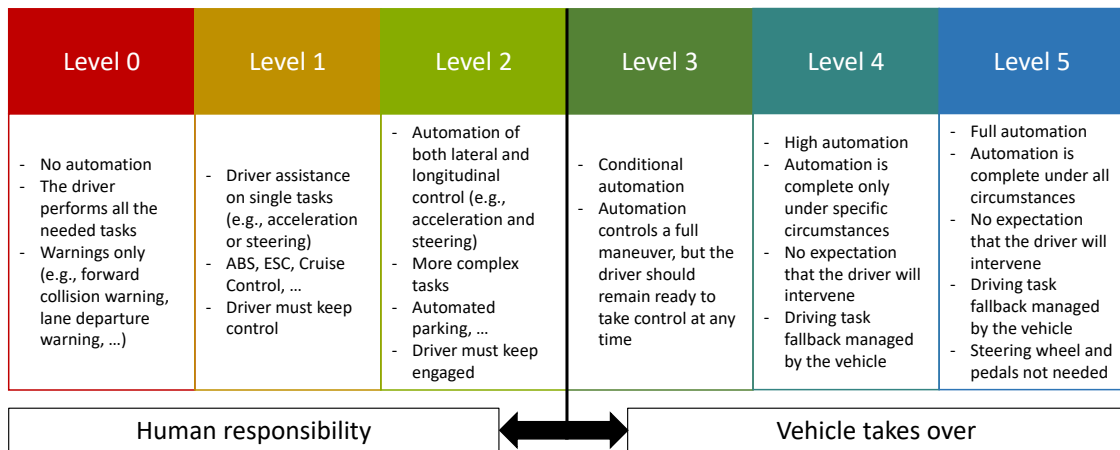 Level 0
Level 1
Level 2
Level 3
Level 4
Level 5
- No automation
- The driver
performs all the
needed tasks
- Warnings only
(e.g., forward
collision warning,
lane departure
warning, …)
- Driver assistance
on single tasks
(e.g., acceleration
or steering)
- ABS, ESC, Cruise
Control, …
- Driver must keep
control
- Automation of
both lateral and
longitudinal
control (e.g.,
acceleration and
steering)
- More complex
tasks
- Automated
parking, …
- Driver must keep
engaged
- Conditional
automation
- Automation
controls a full
maneuver, but the
driver should
remain ready to
take control at any
time
- High automation
- Automation is
complete only
under specific
circumstances
- No expectation
that the driver will
intervene
- Driving task
fallback managed
by the vehicle
- Full automation
- Automation is
complete under all
circumstances
- No expectation
that the driver will
intervene
- Driving task
fallback managed
by the vehicle
- Steering wheel and
pedals not needed
Human responsibility
Vehicle takes over